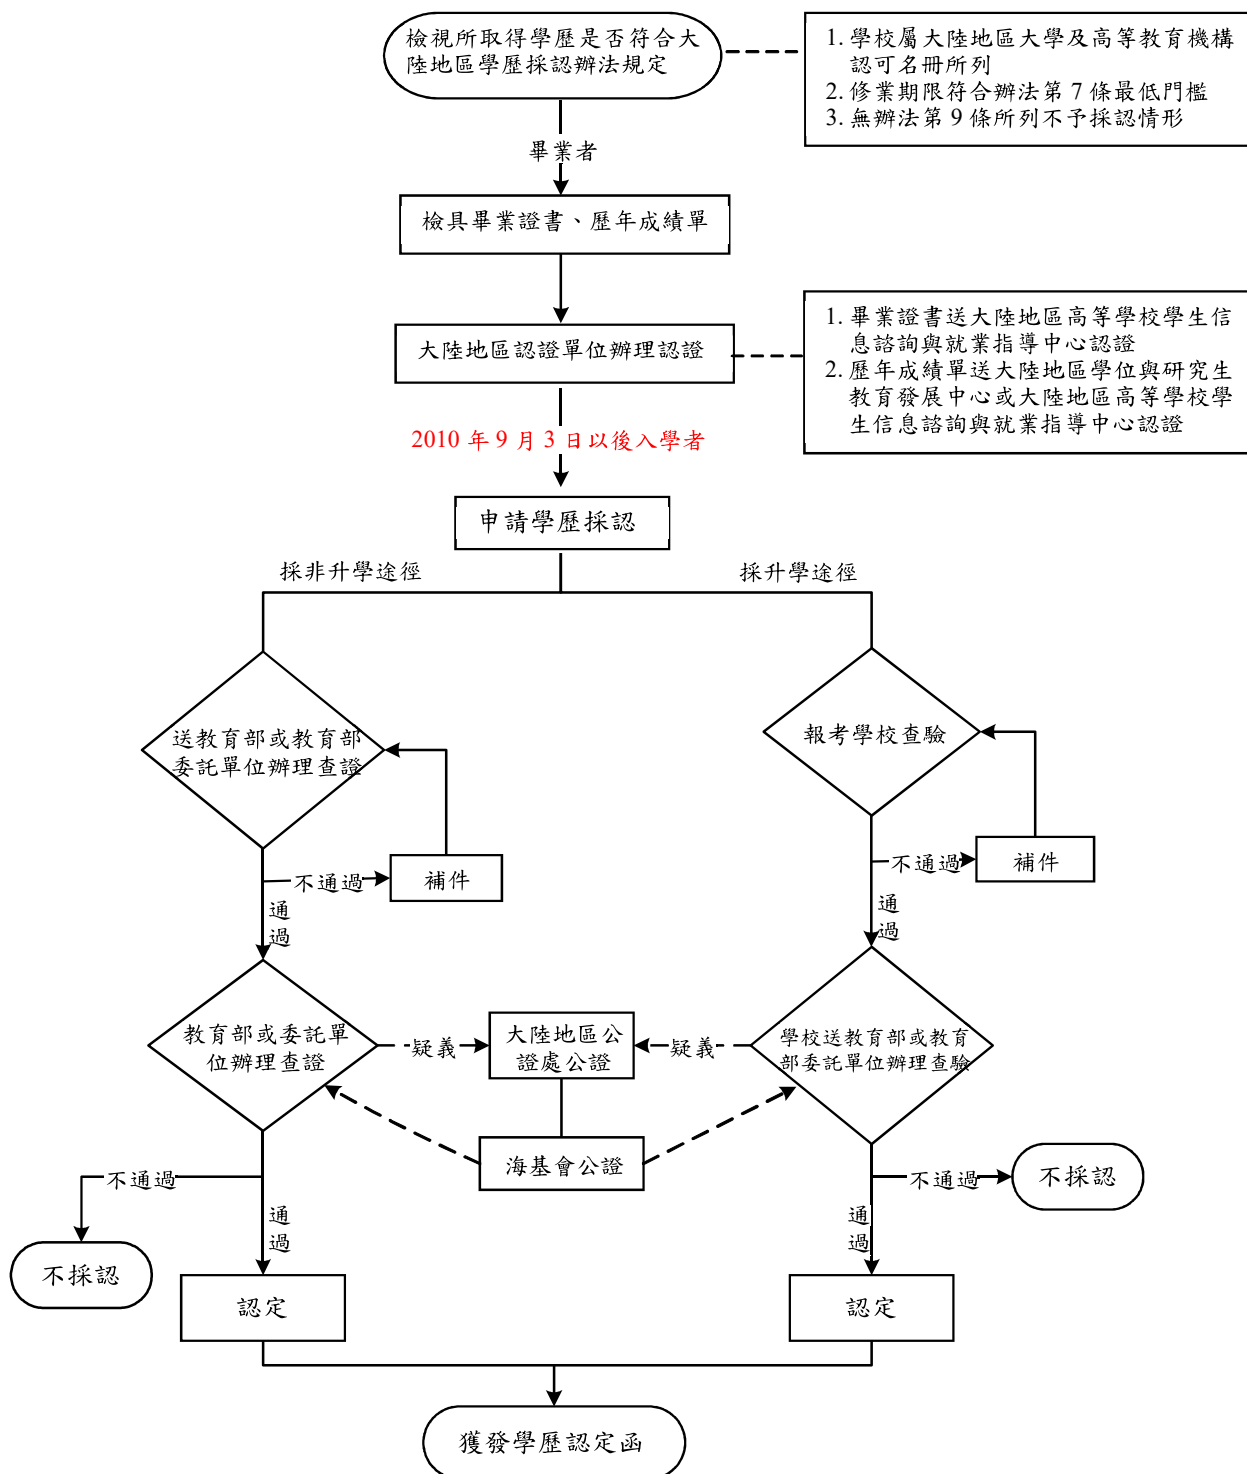 檢視所取得學歷是否符合大
陸地區學歷採認辦法規定
1. 學校屬大陸地區大學及高等教育機構
認可名冊所列
2. 修業期限符合辦法第 7 條最低門檻
3. 無辦法第 9 條所列不予採認情形
畢業者
檢具畢業證書、歷年成績單
大陸地區認證單位辦理認證
1. 畢業證書送大陸地區高等學校學生信
息諮詢與就業指導中心認證
2. 歷年成績單送大陸地區學位與研究生
教育發展中心或大陸地區高等學校學
生信息諮詢與就業指導中心認證
2010 年 9 月 3 日以後入學者
申請學歷採認
採非升學途徑
採升學途徑
送教育部或教育部
委託單位辦理查證
報考學校查驗
不通過
補件
不通過
補件
通
過
通
過
教育部或委託單
位辦理查證
疑義
大陸地區公
證處公證
疑義
學校送教育部或教育
部委託單位辦理查驗
海基會公證
不通過
不通過
不採認
通
過
通
過
不採認
認定
認定
獲發學歷認定函